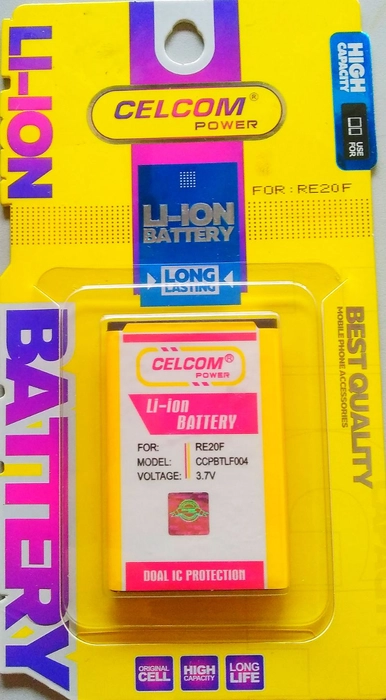 LI-ION
CELCOM®
POWER
HIGH
CAPACITY
USE
FOR
FOR:RE20F
LI-ION
BATTERY
LONG
LASTING
BATTERY
BEST QUALITY
MOBILE PHONE ACCESSORIES
CELCOM®
POWER
Li-ion
BATTERY
FOR: RE20F
MODEL: CCPBTLF004
VOLTAGE: 3.7V
DOAL IC PROTECTION
ORIGINAL
CELL
HIGH
CAPACITY
LONG
LIFE